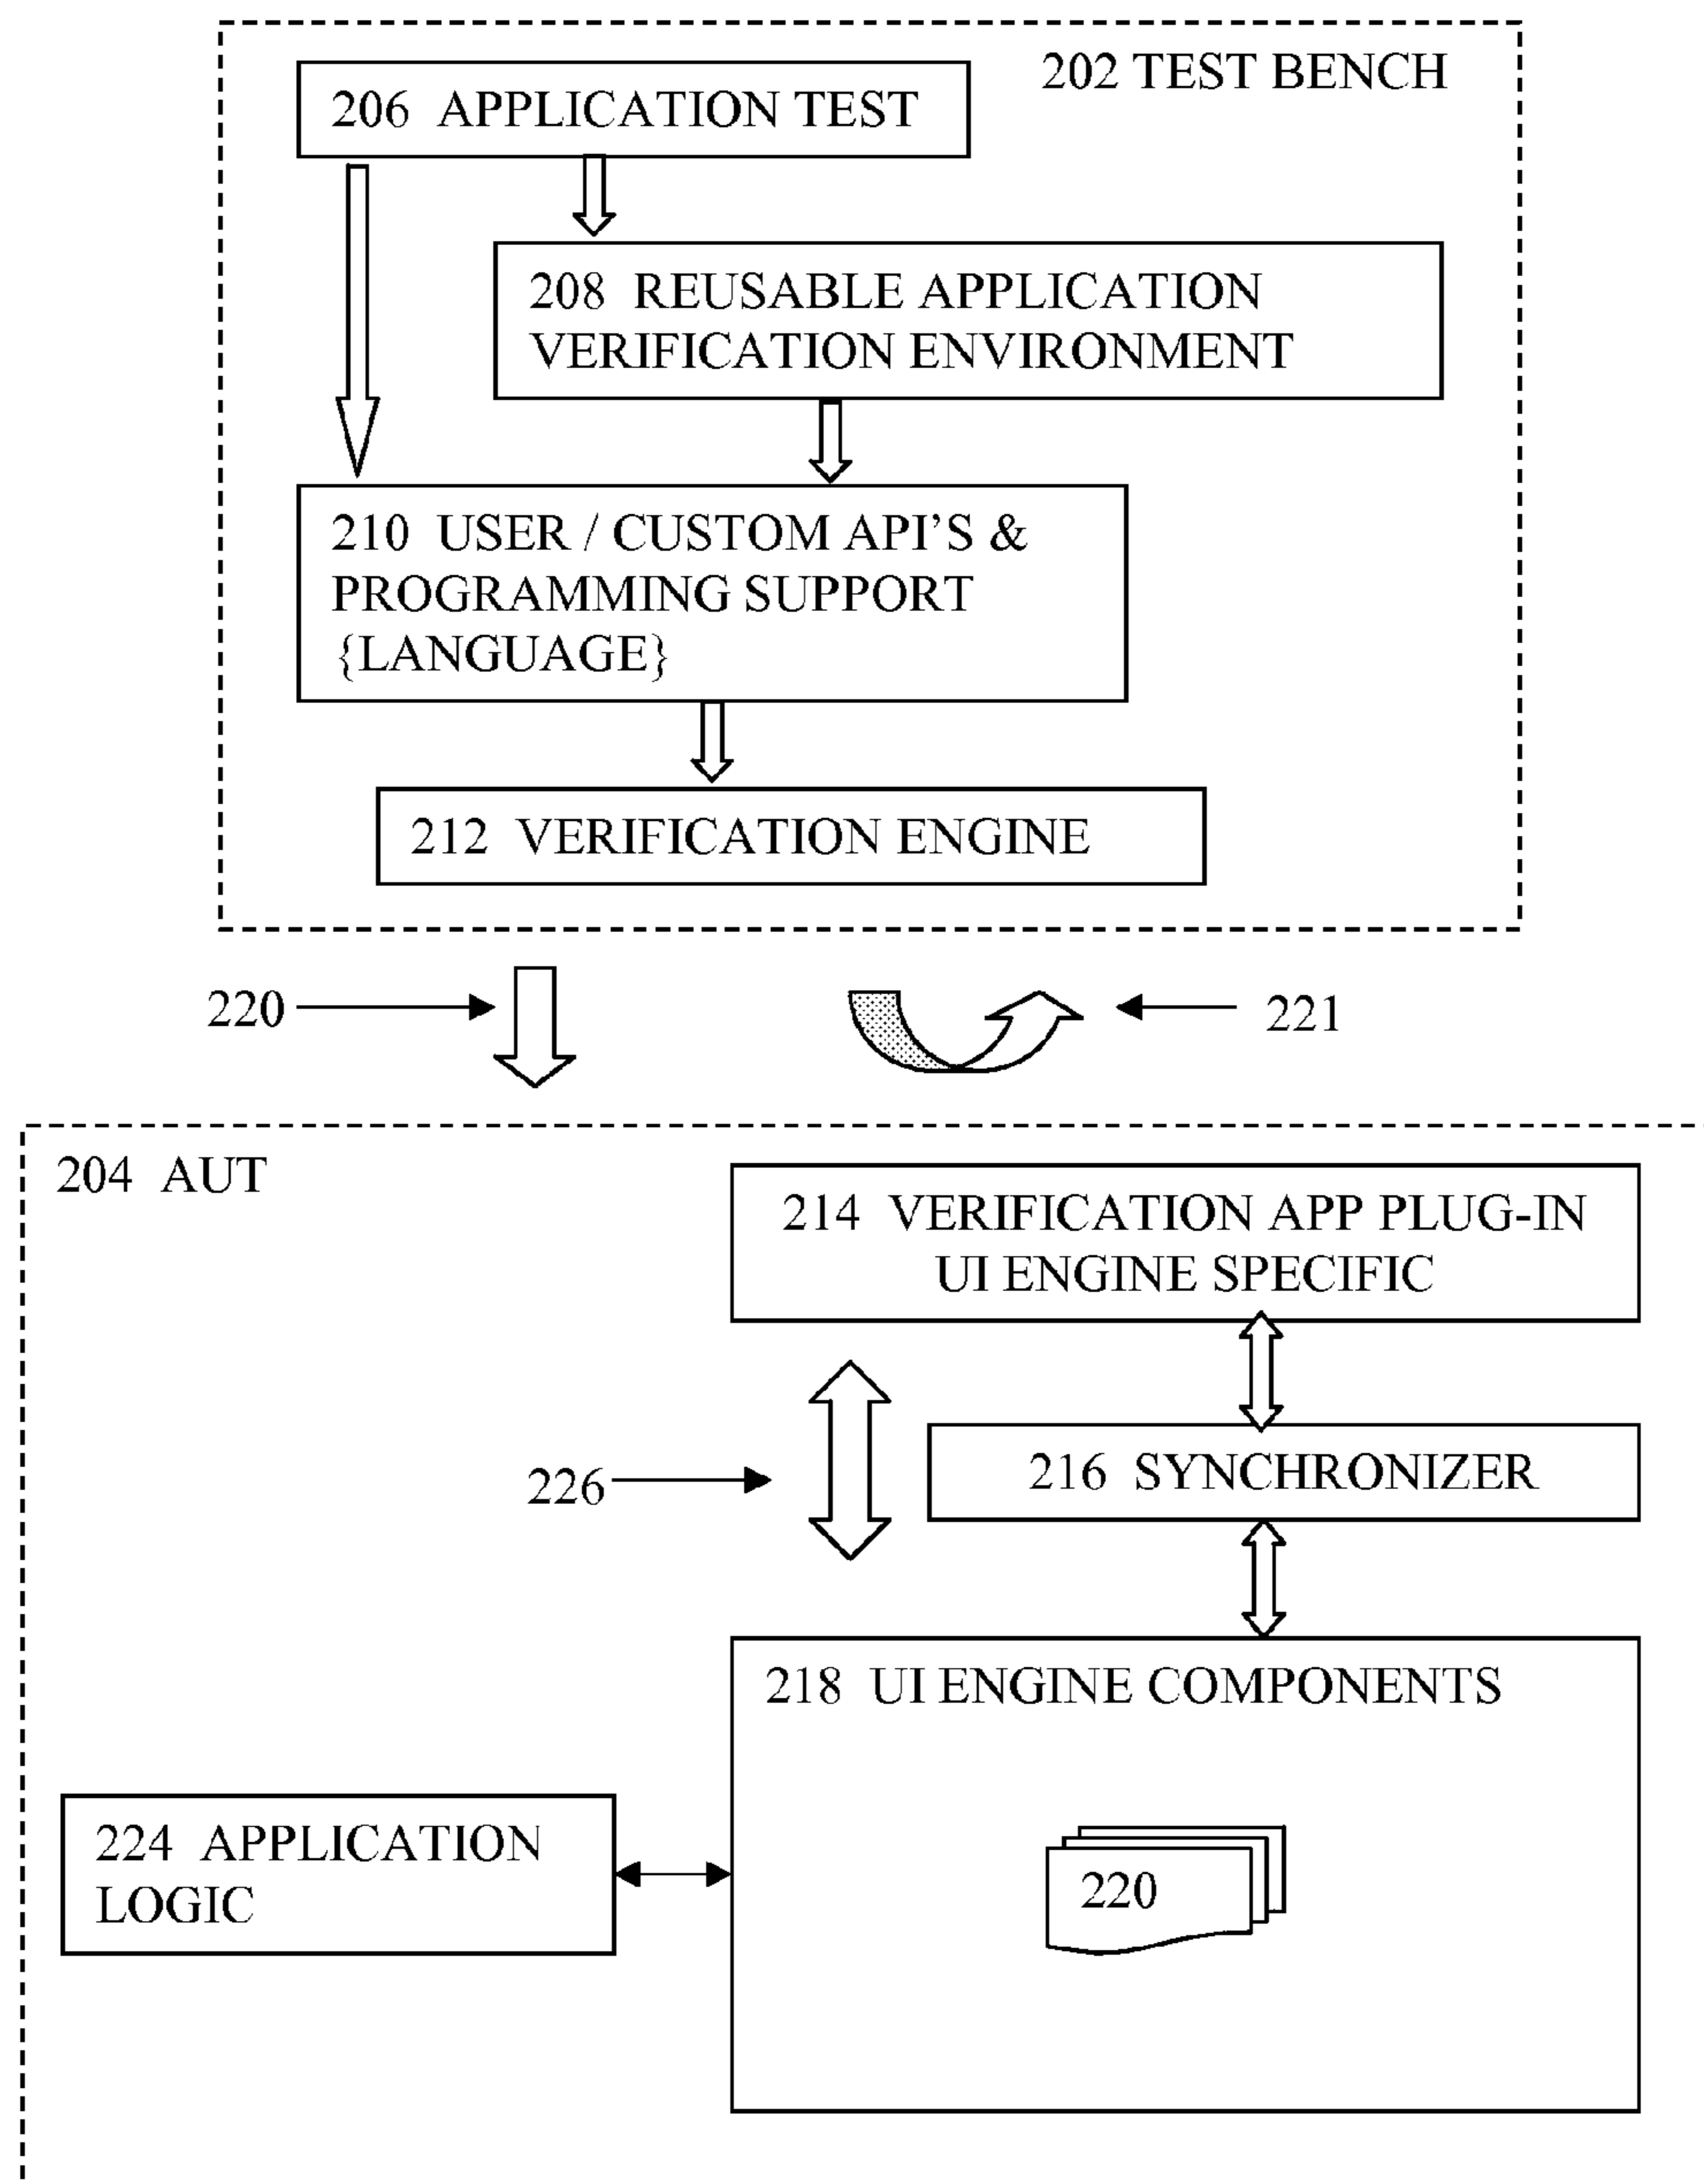 202 TEST BENCH
206 APPLICATION TEST
208 REUSABLE APPLICATION
VERIFICATION ENVIRONMENT
210 USER / CUSTOM API’S &
PROGRAMMING SUPPORT
{LANGUAGE}
212 VERIFICATION ENGINE
220
221
204 AUT
214 VERIFICATION APP PLUG-IN
UI ENGINE SPECIFIC
226
216 SYNCHRONIZER
218 UI ENGINE COMPONENTS
224 APPLICATION
LOGIC
220